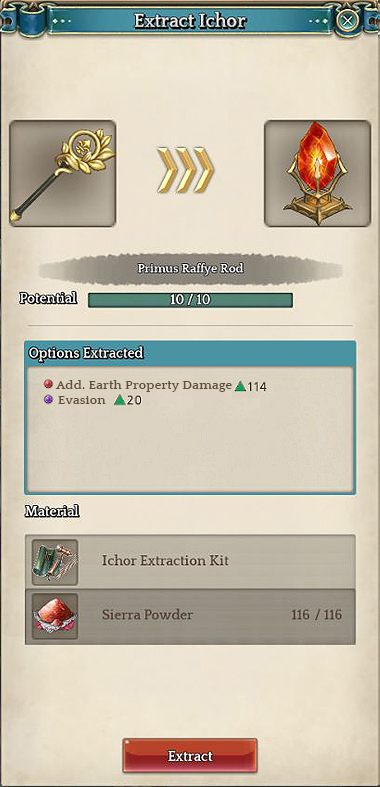 Extract Ichor
Primus Raffye Rod
Potential 10 / 10
Options Extracted
Add. Earth Property Damage ▲114
Evasion ▲20
Material
Ichor Extraction Kit
Sierra Powder 116 / 116
Extract